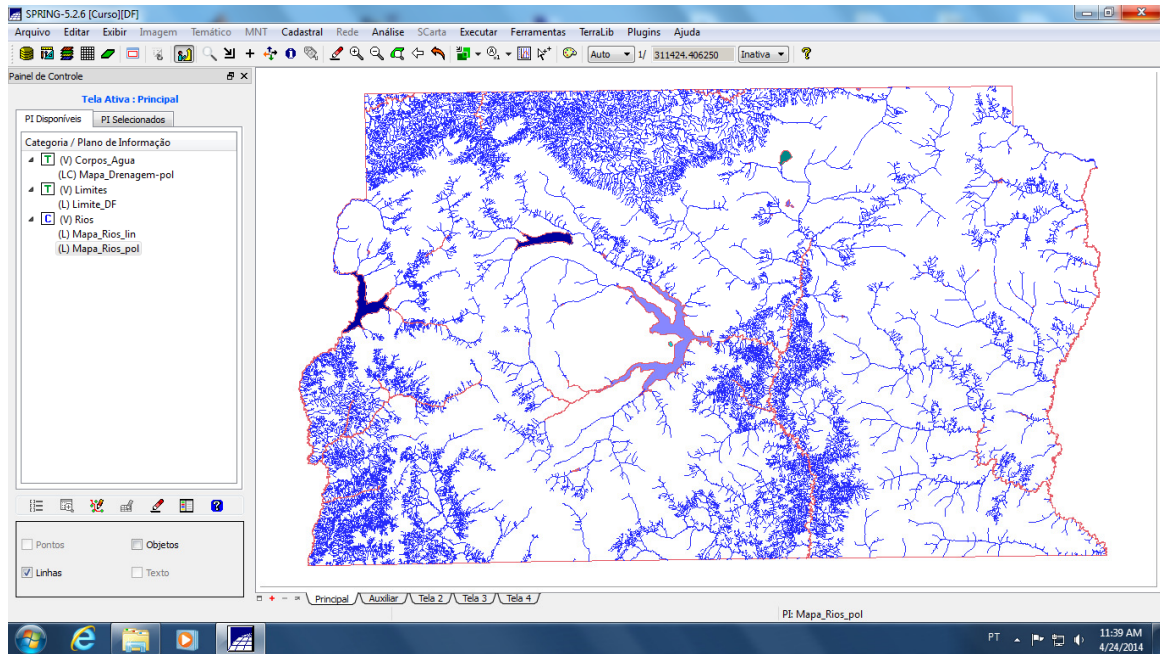 SPRING-5.2.6 [Curso][DF]
Arquivo Editar Exibir Imagem Temático MNT Cadastral Rede Análise SCarta Executar Ferramentas TerraLib Plugins Ajuda
Auto 1/ 311424.406250 Inativa
Painel de Controle
Tela Ativa : Principal
PI Disponíveis PI Selecionados
Categoria / Plano de Informação
T (V) Corpos_Agua
(LC) Mapa_Drenagem-pol
T (V) Limites
(L) Limite_DF
C (V) Rios
(L) Mapa_Rios_lin
(L) Mapa_Rios_pol
Pontos Objetos
Linhas Texto
Principal Auxiliar Tela 2 Tela 3 Tela 4
PI: Mapa_Rios_pol
PT 11:39 AM
4/24/2014